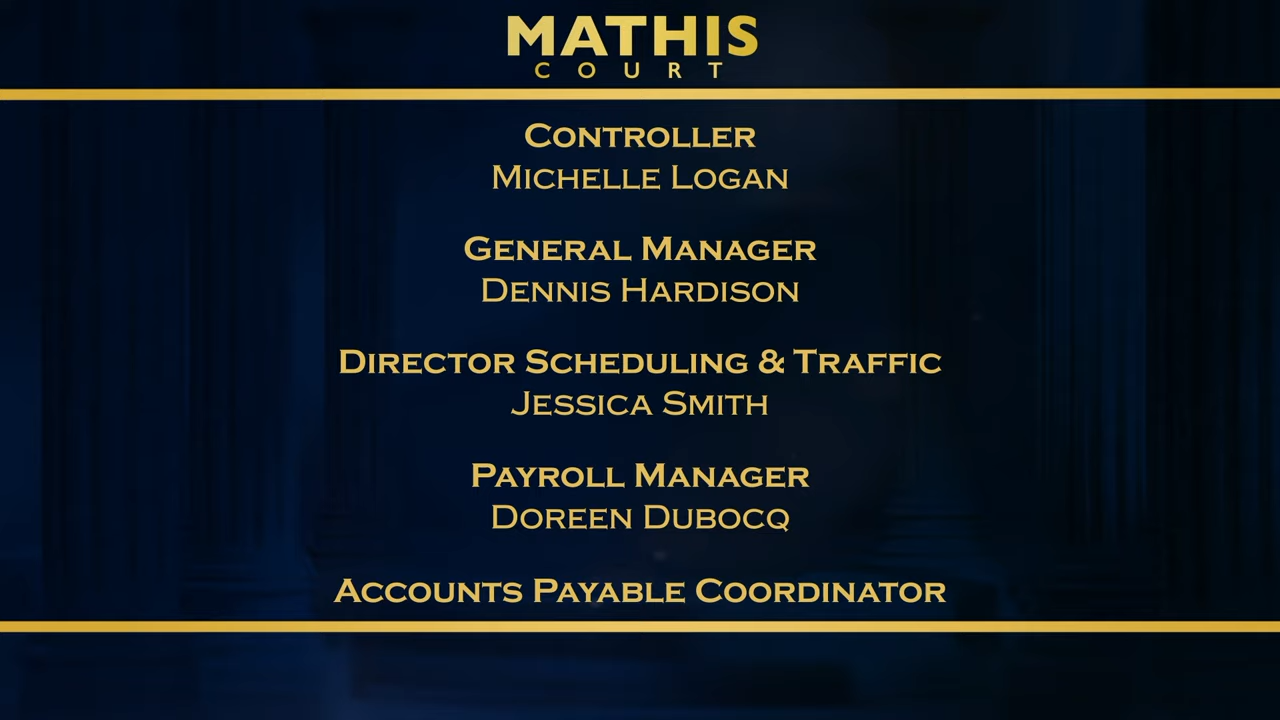 MATHIS
COURT
CONTROLLER
MICHELLE LOGAN
GENERAL MANAGER
DENNIS HARDISON
DIRECTOR SCHEDULING & TRAFFIC
JESSICA SMITH
PAYROLL MANAGER
DOREEN DUBOCQ
ACCOUNTS PAYABLE COORDINATOR